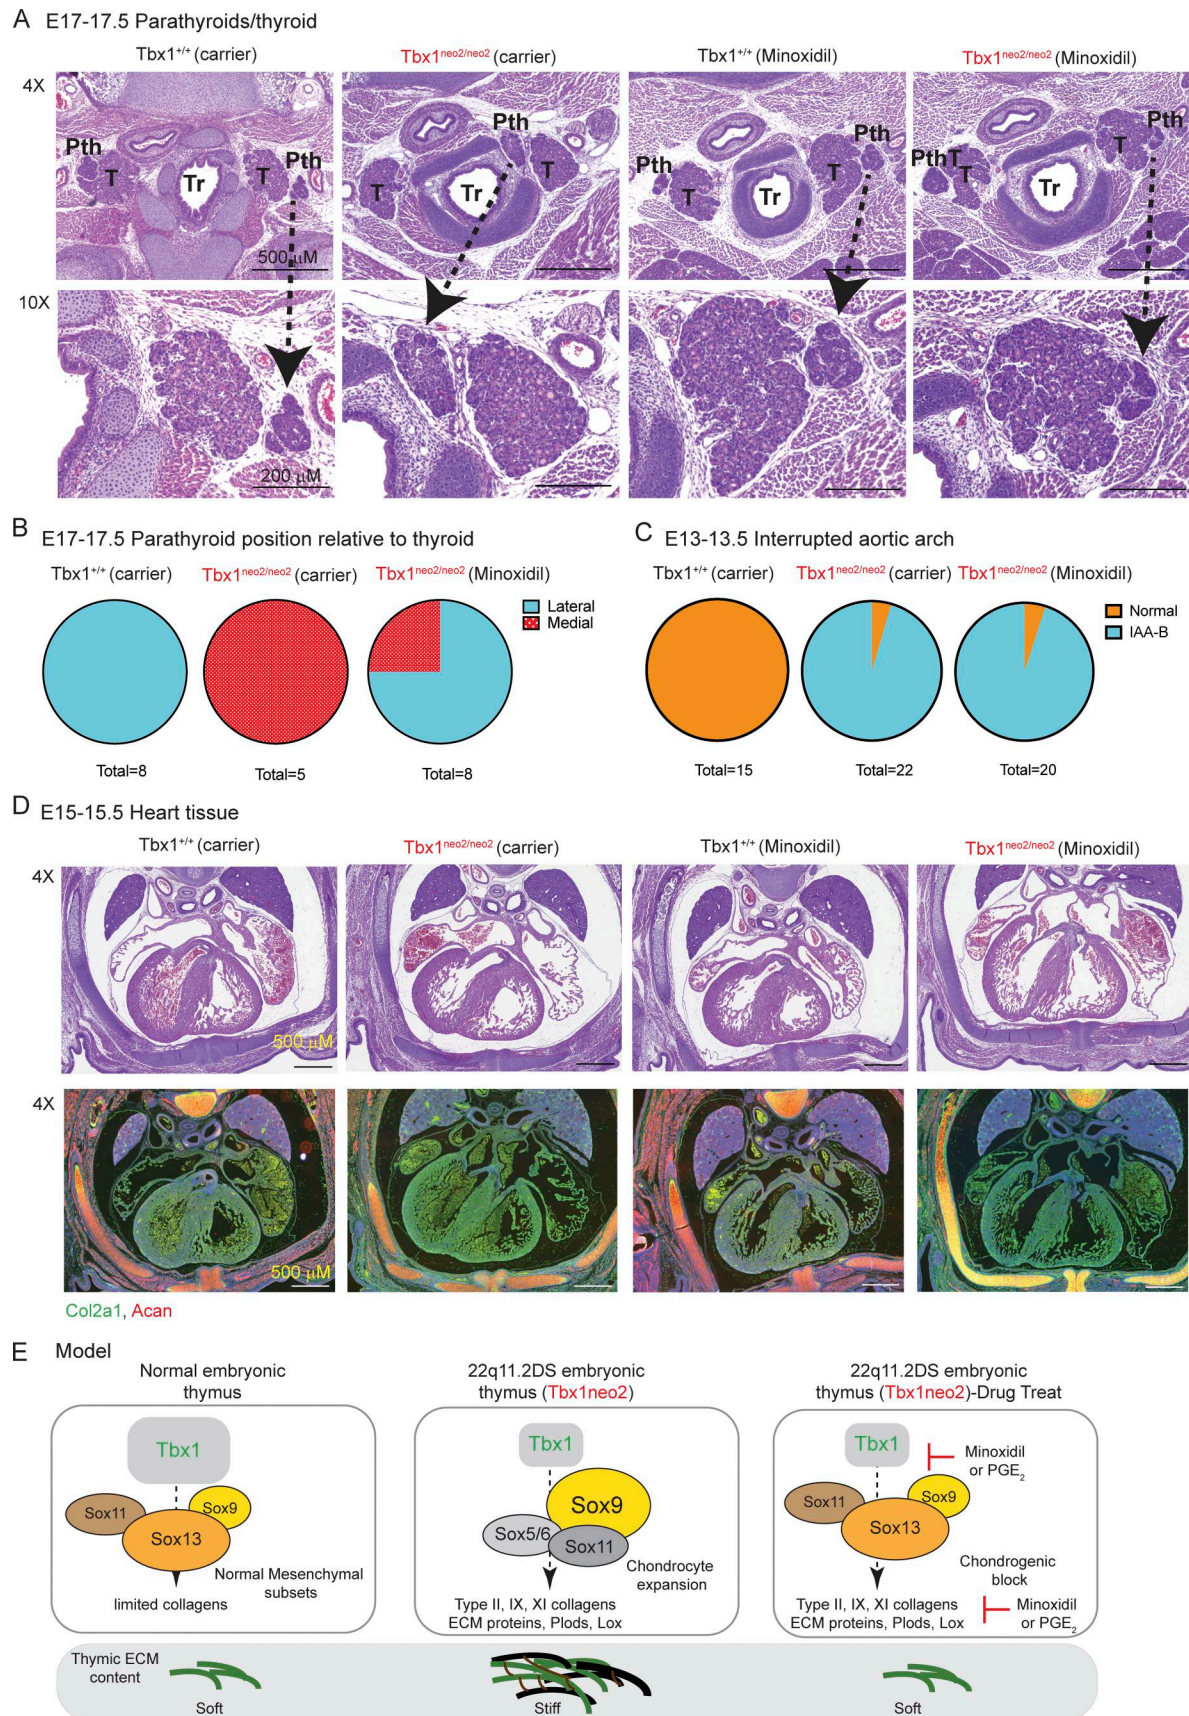 A E17-17.5 Parathyroids/thyroid
Tbx1+/+ (carrier)
Tbx1neo2/neo2 (carrier)
Tbx1+/+ (Minoxidil)
Tbx1neo2/neo2 (Minoxidil)
4X
Pth T Tr T Pth
500 μM
T Tr Pth T
Pth T Tr T Pth
Pth T T Tr T Pth
10X
200 μM
B E17-17.5 Parathyroid position relative to thyroid
Tbx1+/+ (carrier)
Tbx1neo2/neo2 (carrier)
Tbx1neo2/neo2 (Minoxidil)
Lateral
Medial
Total=8
Total=5
Total=8
C E13-13.5 Interrupted aortic arch
Tbx1+/+ (carrier)
Tbx1neo2/neo2 (carrier)
Tbx1neo2/neo2 (Minoxidil)
Normal
IAA-B
Total=15
Total=22
Total=20
D E15-15.5 Heart tissue
Tbx1+/+ (carrier)
Tbx1neo2/neo2 (carrier)
Tbx1+/+ (Minoxidil)
Tbx1neo2/neo2 (Minoxidil)
4X
500 μM
4X
500 μM
Col2a1, Acan
E Model
Normal embryonic
thymus
Tbx1
Sox11
Sox9
Sox13
Normal Mesenchymal
subsets
limited collagens
22q11.2DS embryonic
thymus (Tbx1neo2)
Tbx1
Sox9
Sox5/6
Sox11
Chondrocyte
expansion
Type II, IX, XI collagens
ECM proteins, Plods, Lox
22q11.2DS embryonic
thymus (Tbx1neo2)-Drug Treat
Tbx1
Minoxidil
or PGE2
Sox11
Sox9
Sox13
Chondrogenic
block
Type II, IX, XI collagens
ECM proteins, Plods, Lox
Minoxidil
or PGE2
Thymic ECM
content
Soft
Stiff
Soft